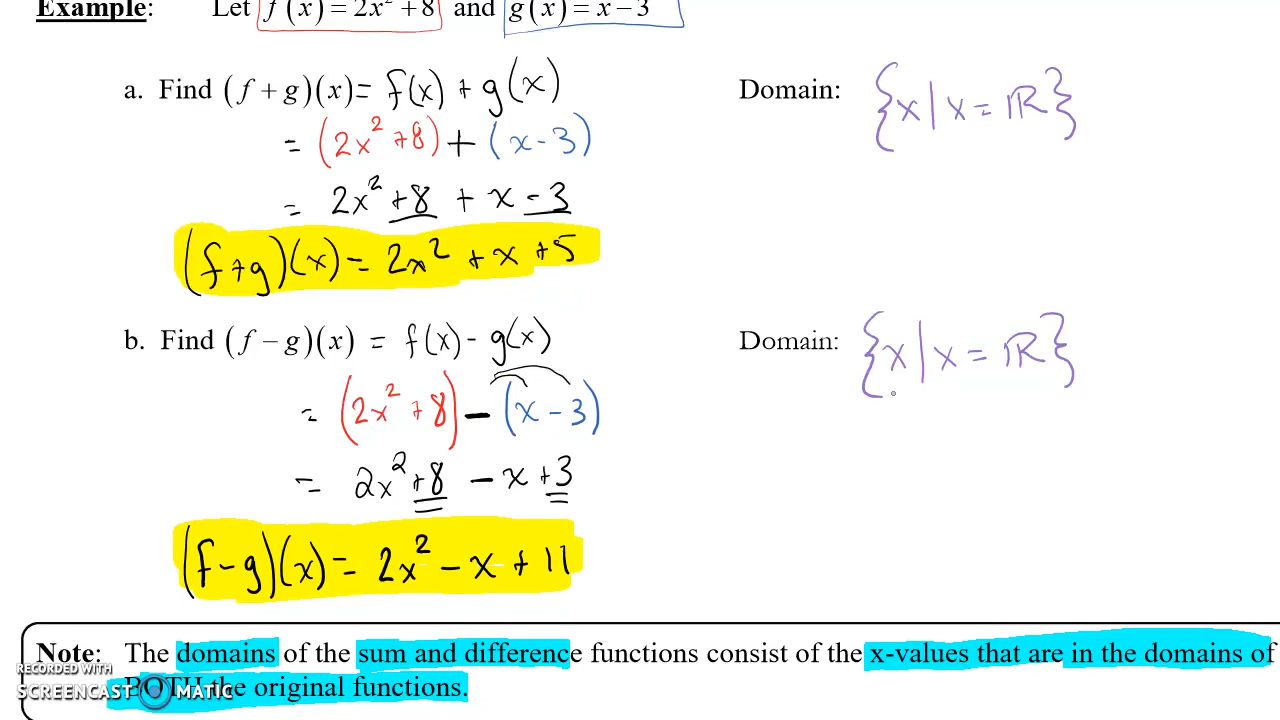 Example: Let f(x) = 2x² + 8 and g(x) = x − 3
a. Find (f + g)(x) = f(x) + g(x)
Domain: {x | x = ℝ}
= (2x² + 8) + (x − 3)
= 2x² + 8 + x − 3
(f+g)(x) = 2x² + x + 5
b. Find (f − g)(x) = f(x) − g(x)
Domain: {x | x = ℝ}
= (2x² + 8) − (x − 3)
= 2x² + 8 − x + 3
(f−g)(x) = 2x² − x + 11
Note: The domains of the sum and difference functions consist of the x-values that are in the domains of
BOTH the original functions.
RECORDED WITH
SCREENCAST MATIC